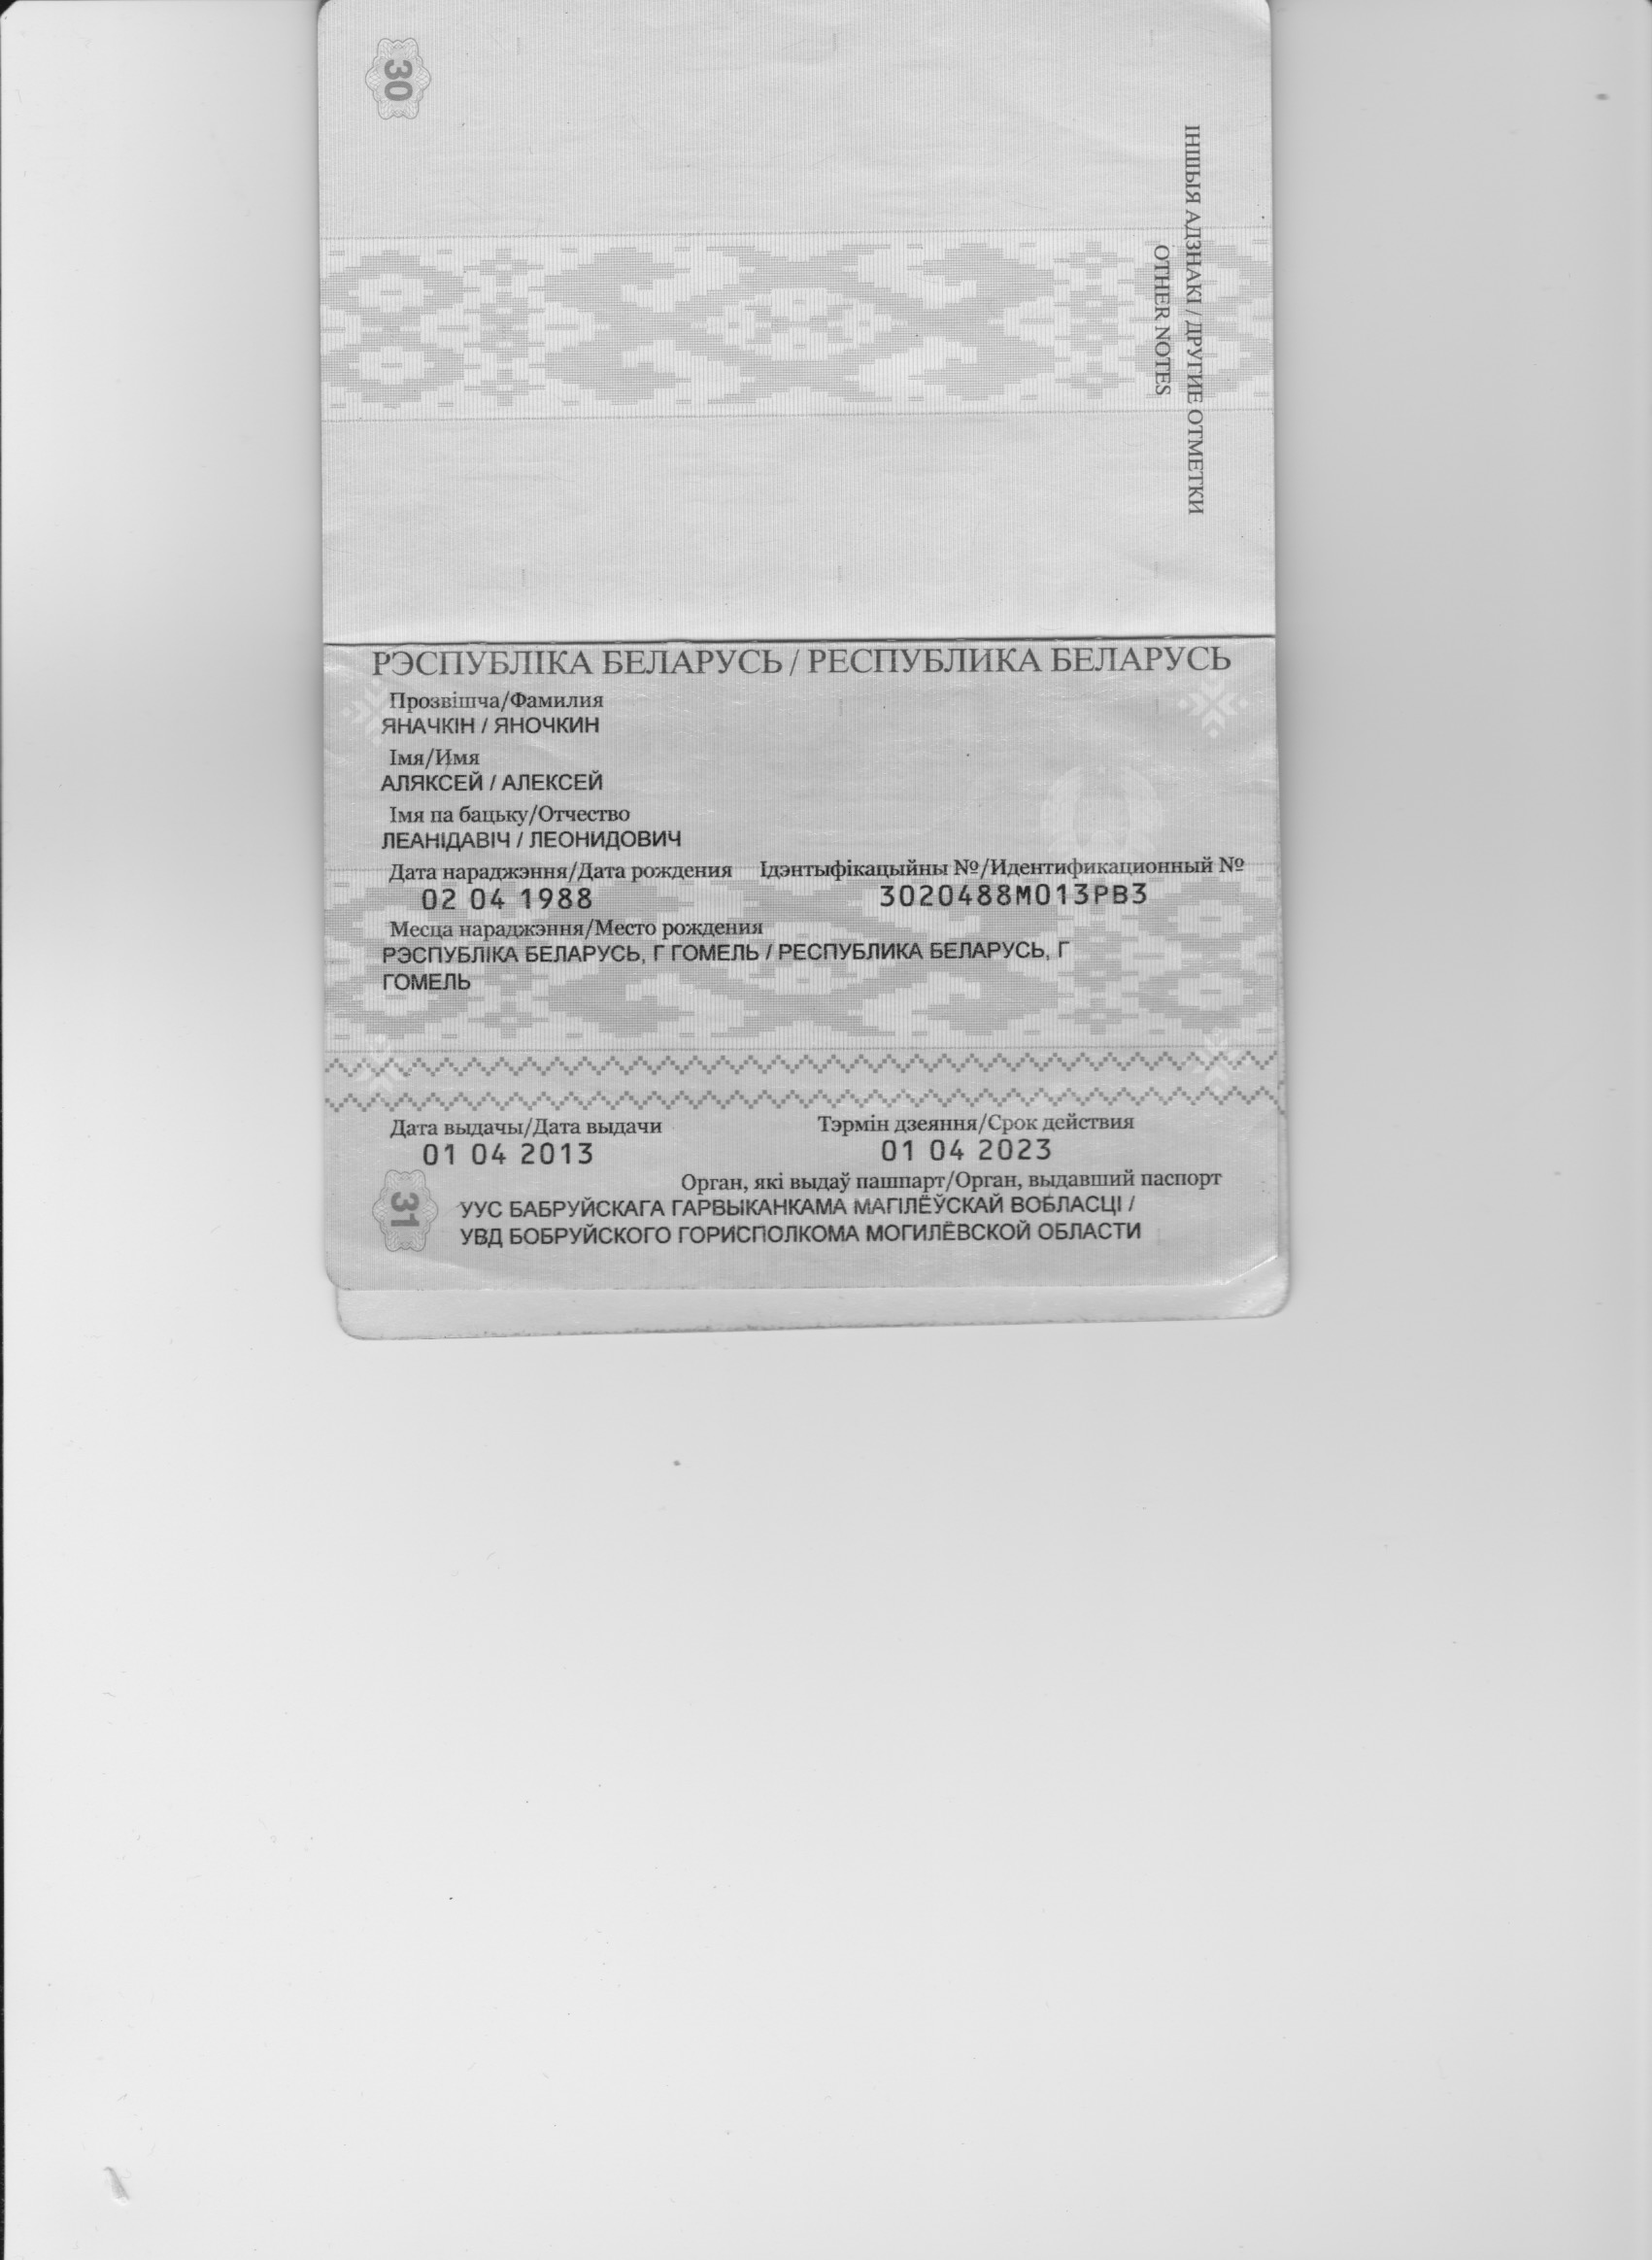 30
ІНШЫЯ АДЗНАКІ / ДРУГИЕ ОТМЕТКИ
OTHER NOTES
РЭСПУБЛІКА БЕЛАРУСЬ / РЕСПУБЛИКА БЕЛАРУСЬ
Прозвішча/Фамилия
ЯНАЧКІН / ЯНОЧКИН
Імя/Имя
АЛЯКСЕЙ / АЛЕКСЕЙ
Імя па бацьку/Отчество
ЛЕАНІДАВІЧ / ЛЕОНИДОВИЧ
Дата нараджэння/Дата рождения Ідэнтыфікацыйны №/Идентификационный №
02 04 1988 3020488M013PB3
Месца нараджэння/Место рождения
РЭСПУБЛІКА БЕЛАРУСЬ, Г ГОМЕЛЬ / РЕСПУБЛИКА БЕЛАРУСЬ, Г
ГОМЕЛЬ
Дата выдачы/Дата выдачи Тэрмін дзеяння/Срок действия
01 04 2013 01 04 2023
Орган, які выдаў пашпарт/Орган, выдавший паспорт
31
УУС БАБРУЙСКАГА ГАРВЫКАНКАМА МАГІЛЁЎСКАЙ ВОБЛАСЦІ /
УВД БОБРУЙСКОГО ГОРИСПОЛКОМА МОГИЛЁВСКОЙ ОБЛАСТИ